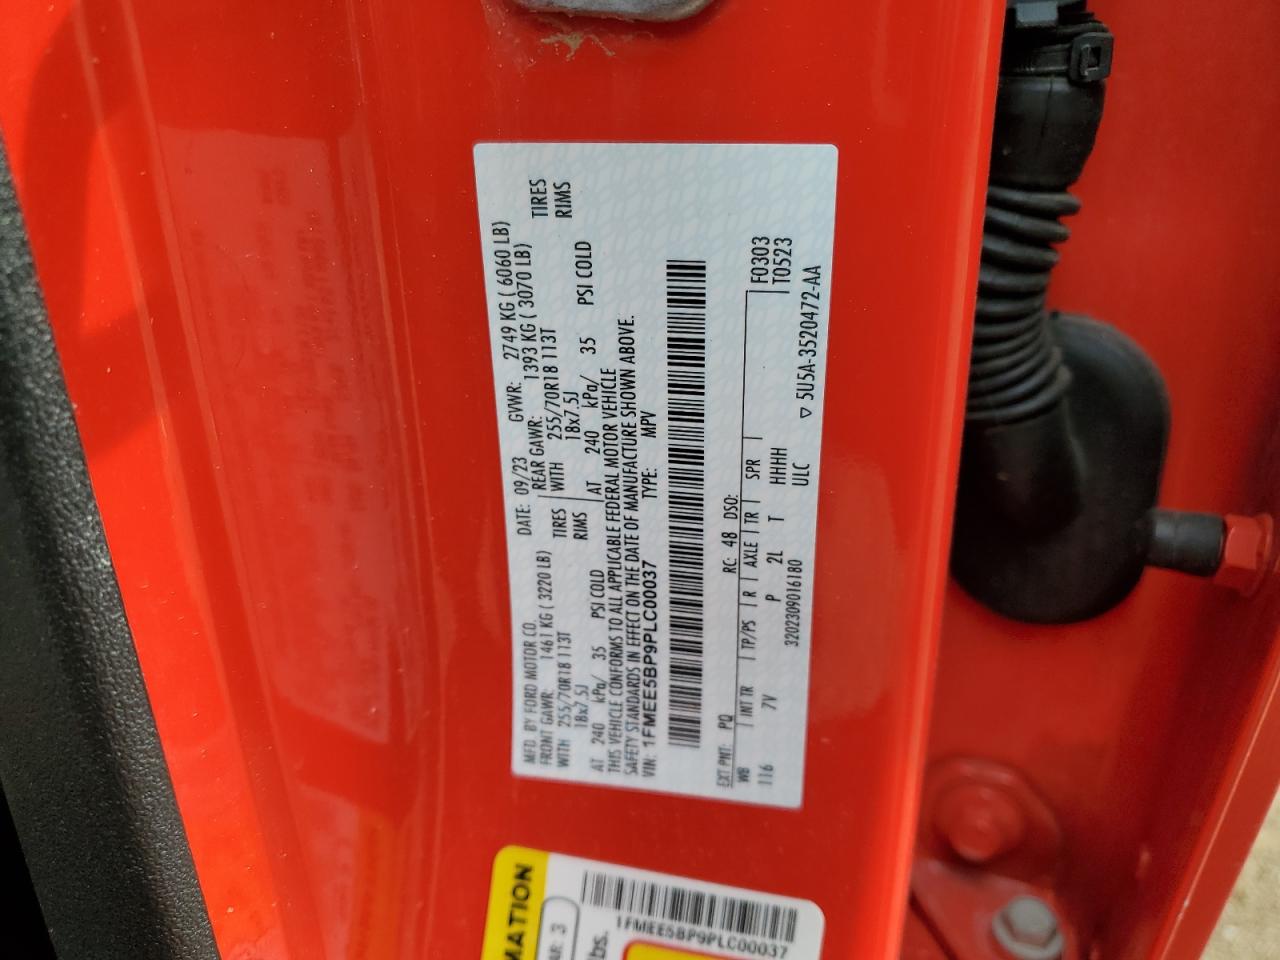 MFD. BY FORD MOTOR CO. DATE: 09/23 GVWR: 2749 KG ( 6060 LB)
FRONT GAWR: 1461 KG ( 3220 LB) REAR GAWR: 1393 KG ( 3070 LB)
WITH 255/70R18 113T TIRES WITH 255/70R18 113T TIRES
18x7.5J RIMS 18x7.5J RIMS
AT 240 kPa/ 35 PSI COLD AT 240 kPa/ 35 PSI COLD
THIS VEHICLE CONFORMS TO ALL APPLICABLE FEDERAL MOTOR VEHICLE
SAFETY STANDARDS IN EFFECT ON THE DATE OF MANUFACTURE SHOWN ABOVE.
VIN: 1FMEE5BP9PLC00037 TYPE: MPV
EXT PNT: PQ RC: 48 DSO: F0303
WB INT TR TP/PS R AXLE TR SPR T0523
116 7V P 2L T HHHH
3202309016180 ULC ▽ 5U5A-3520472-AA
MATION
AR: 3
lbs.
1FMEE5BP9PLC00037